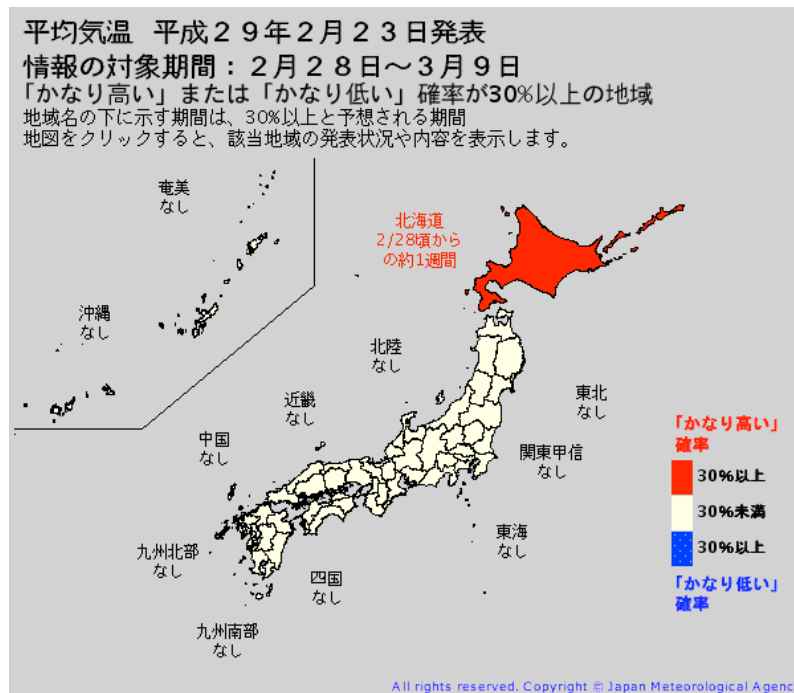 平均気温 平成２９年２月２３日発表
情報の対象期間：２月２８日～３月９日
「かなり高い」または「かなり低い」確率が30%以上の地域
地域名の下に示す期間は、30%以上と予想される期間
地図をクリックすると、該当地域の発表状況や内容を表示します。
奄美
なし
北海道
2/28頃から
の約1週間
沖縄
なし
北陸
なし
近畿
なし
東北
なし
中国
なし
関東甲信
なし
東海
なし
九州北部
なし
四国
なし
九州南部
なし
「かなり高い」
確率
30%以上
30%未満
30%以上
「かなり低い」
確率
All rights reserved. Copyright © Japan Meteorological Agenc